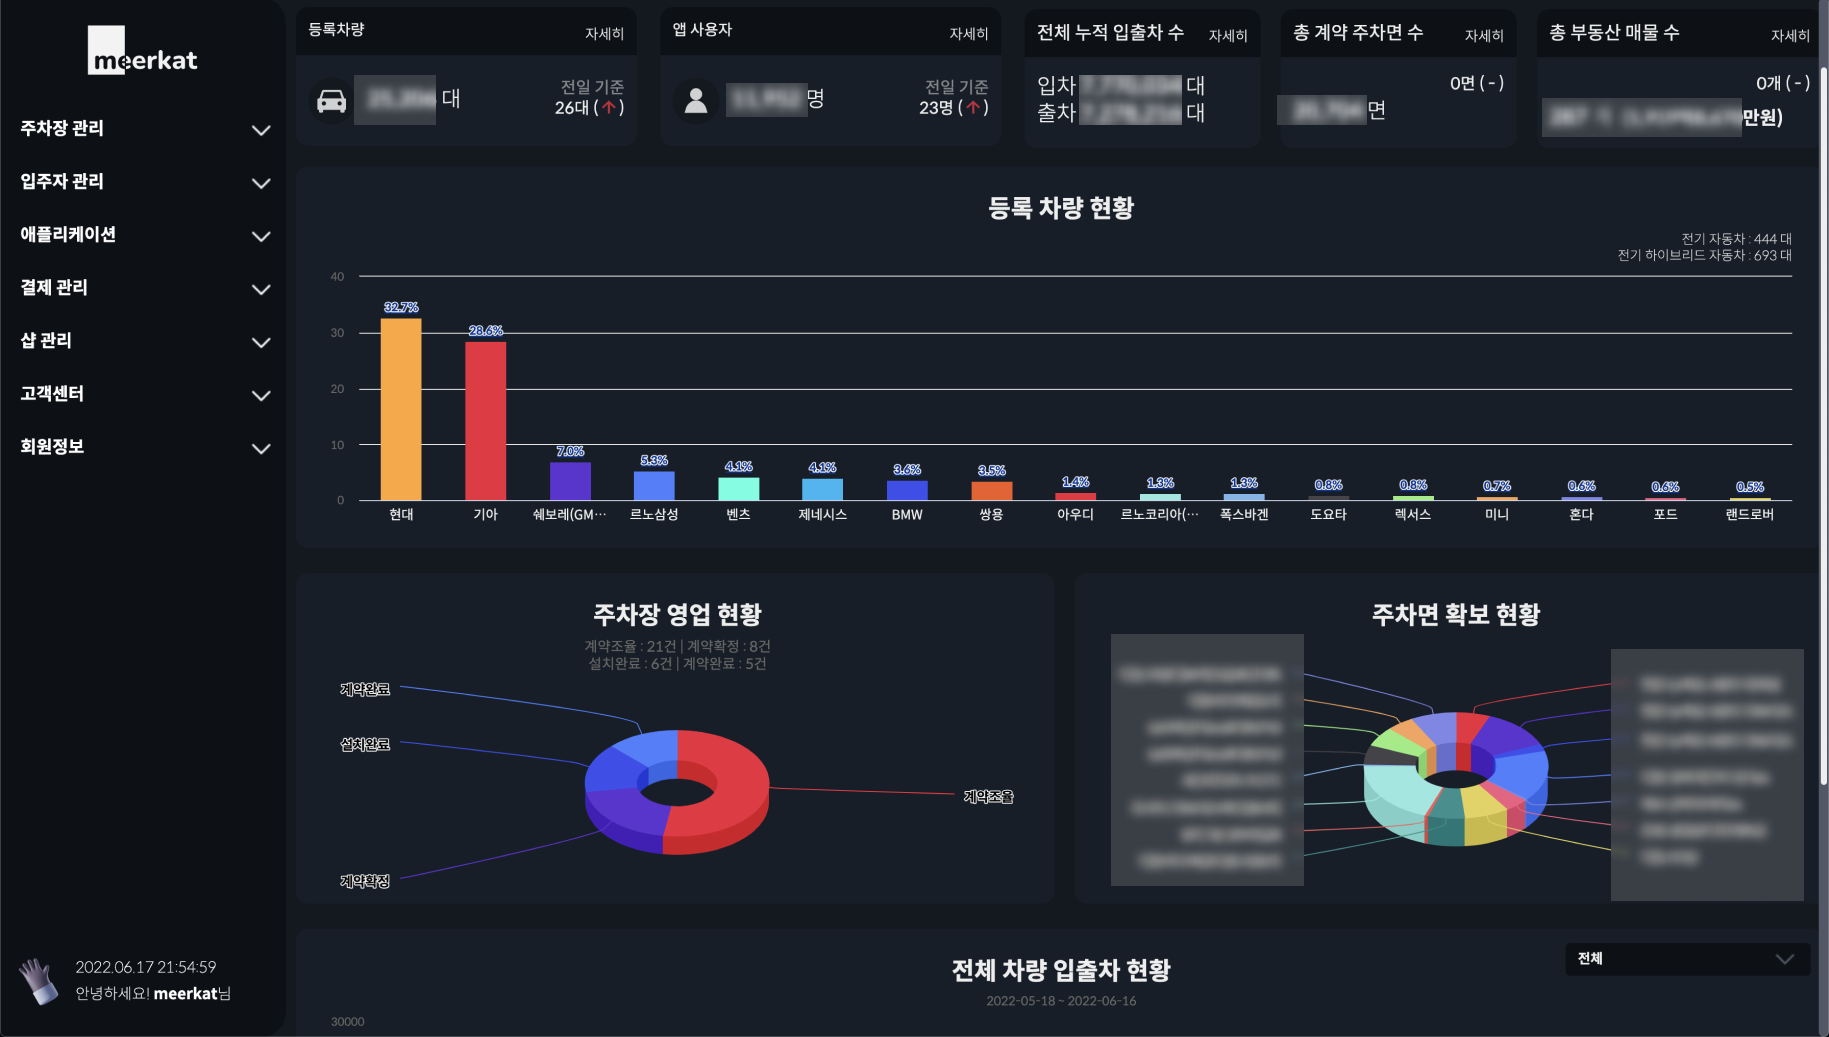 meerkat
주차장 관리
입주자 관리
애플리케이션
결제 관리
샵 관리
고객센터
회원정보
2022.06.17 21:54:59
안녕하세요! meerkat님
등록차량
자세히
대
전일 기준
26대 (↑)
앱 사용자
자세히
명
전일 기준
23명 (↑)
전체 누적 입출차 수
자세히
입차 대
출차 대
총 계약 주차면 수
자세히
0면 ( - )
면
총 부동산 매물 수
자세히
0개 ( - )
만원)
등록 차량 현황
전기 자동차 : 444 대
전기 하이브리드 자동차 : 693 대
40
30
20
10
0
32.7%
28.6%
7.0%
5.3%
4.1%
4.1%
3.6%
3.5%
1.4%
1.3%
1.3%
0.8%
0.8%
0.7%
0.6%
0.6%
0.5%
현대
기아
쉐보레(GM…
르노삼성
벤츠
제네시스
BMW
쌍용
아우디
르노코리아(…
폭스바겐
도요타
렉서스
미니
혼다
포드
랜드로버
주차장 영업 현황
계약조율 : 21건 | 계약확정 : 8건
설치완료 : 6건 | 계약완료 : 5건
계약완료
설치완료
계약조율
계약확정
주차면 확보 현황
전체 차량 입출차 현황
2022-05-18 ~ 2022-06-16
전체
30000